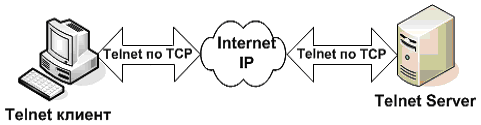 Telnet по TCP
Internet
IP
Telnet по TCP
Telnet клиент
Telnet Server